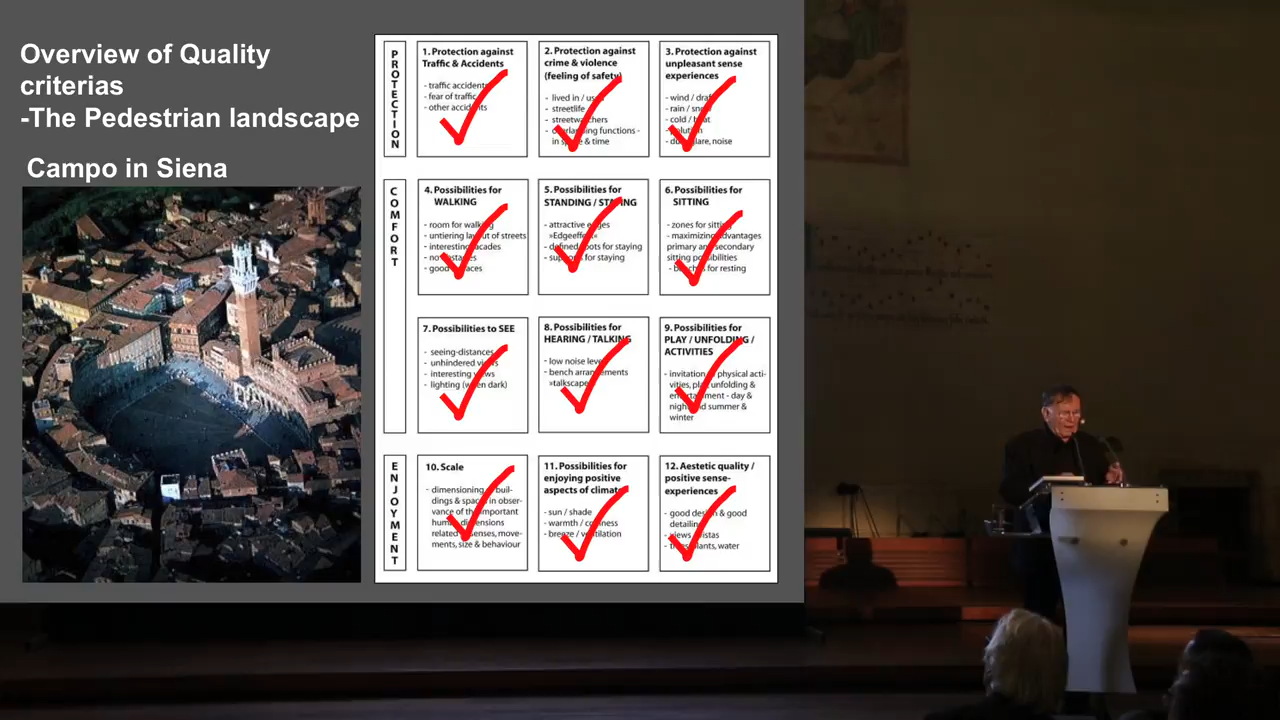 Overview of Quality
criterias
-The Pedestrian landscape
Campo in Siena
PROTECTION
1. Protection against
Traffic & Accidents
- traffic accidents
- fear of traffic
- other accidents
2. Protection against
crime & violence
(feeling of safety)
- lived in / used
- streetlife
- streetwatchers
- overlapping functions -
in space & time
3. Protection against
unpleasant sense
experiences
- wind / draft
- rain / snow
- cold / heat
- pollution
- dust, glare, noise
COMFORT
4. Possibilities for
WALKING
- room for walking
- untiering layout of streets
- interesting facades
- no obstacles
- good surfaces
5. Possibilities for
STANDING / STAYING
- attractive edges
»Edgeeffect«
- defined spots for staying
- supports for staying
6. Possibilities for
SITTING
- zones for sitting
- maximizing advantages
primary and secondary
sitting possibilities
- benches for resting
7. Possibilities to SEE
- seeing-distances
- unhindered views
- interesting views
- lighting (when dark)
8. Possibilities for
HEARING / TALKING
- low noise level
- bench arrangements
»talkscape«
9. Possibilities for
PLAY / UNFOLDING /
ACTIVITIES
- invitation to physical acti-
vities, play, unfolding &
entertainment - day &
night and summer &
winter
ENJOYMENT
10. Scale
- dimensioning of buil-
dings & spaces in obser-
vance of the important
human dimensions
related to senses, move-
ments, size & behaviour
11. Possibilities for
enjoying positive
aspects of climate
- sun / shade
- warmth / coolness
- breeze / ventilation
12. Aestetic quality /
positive sense-
experiences
- good design & good
detailing
- views / vistas
- trees, plants, water